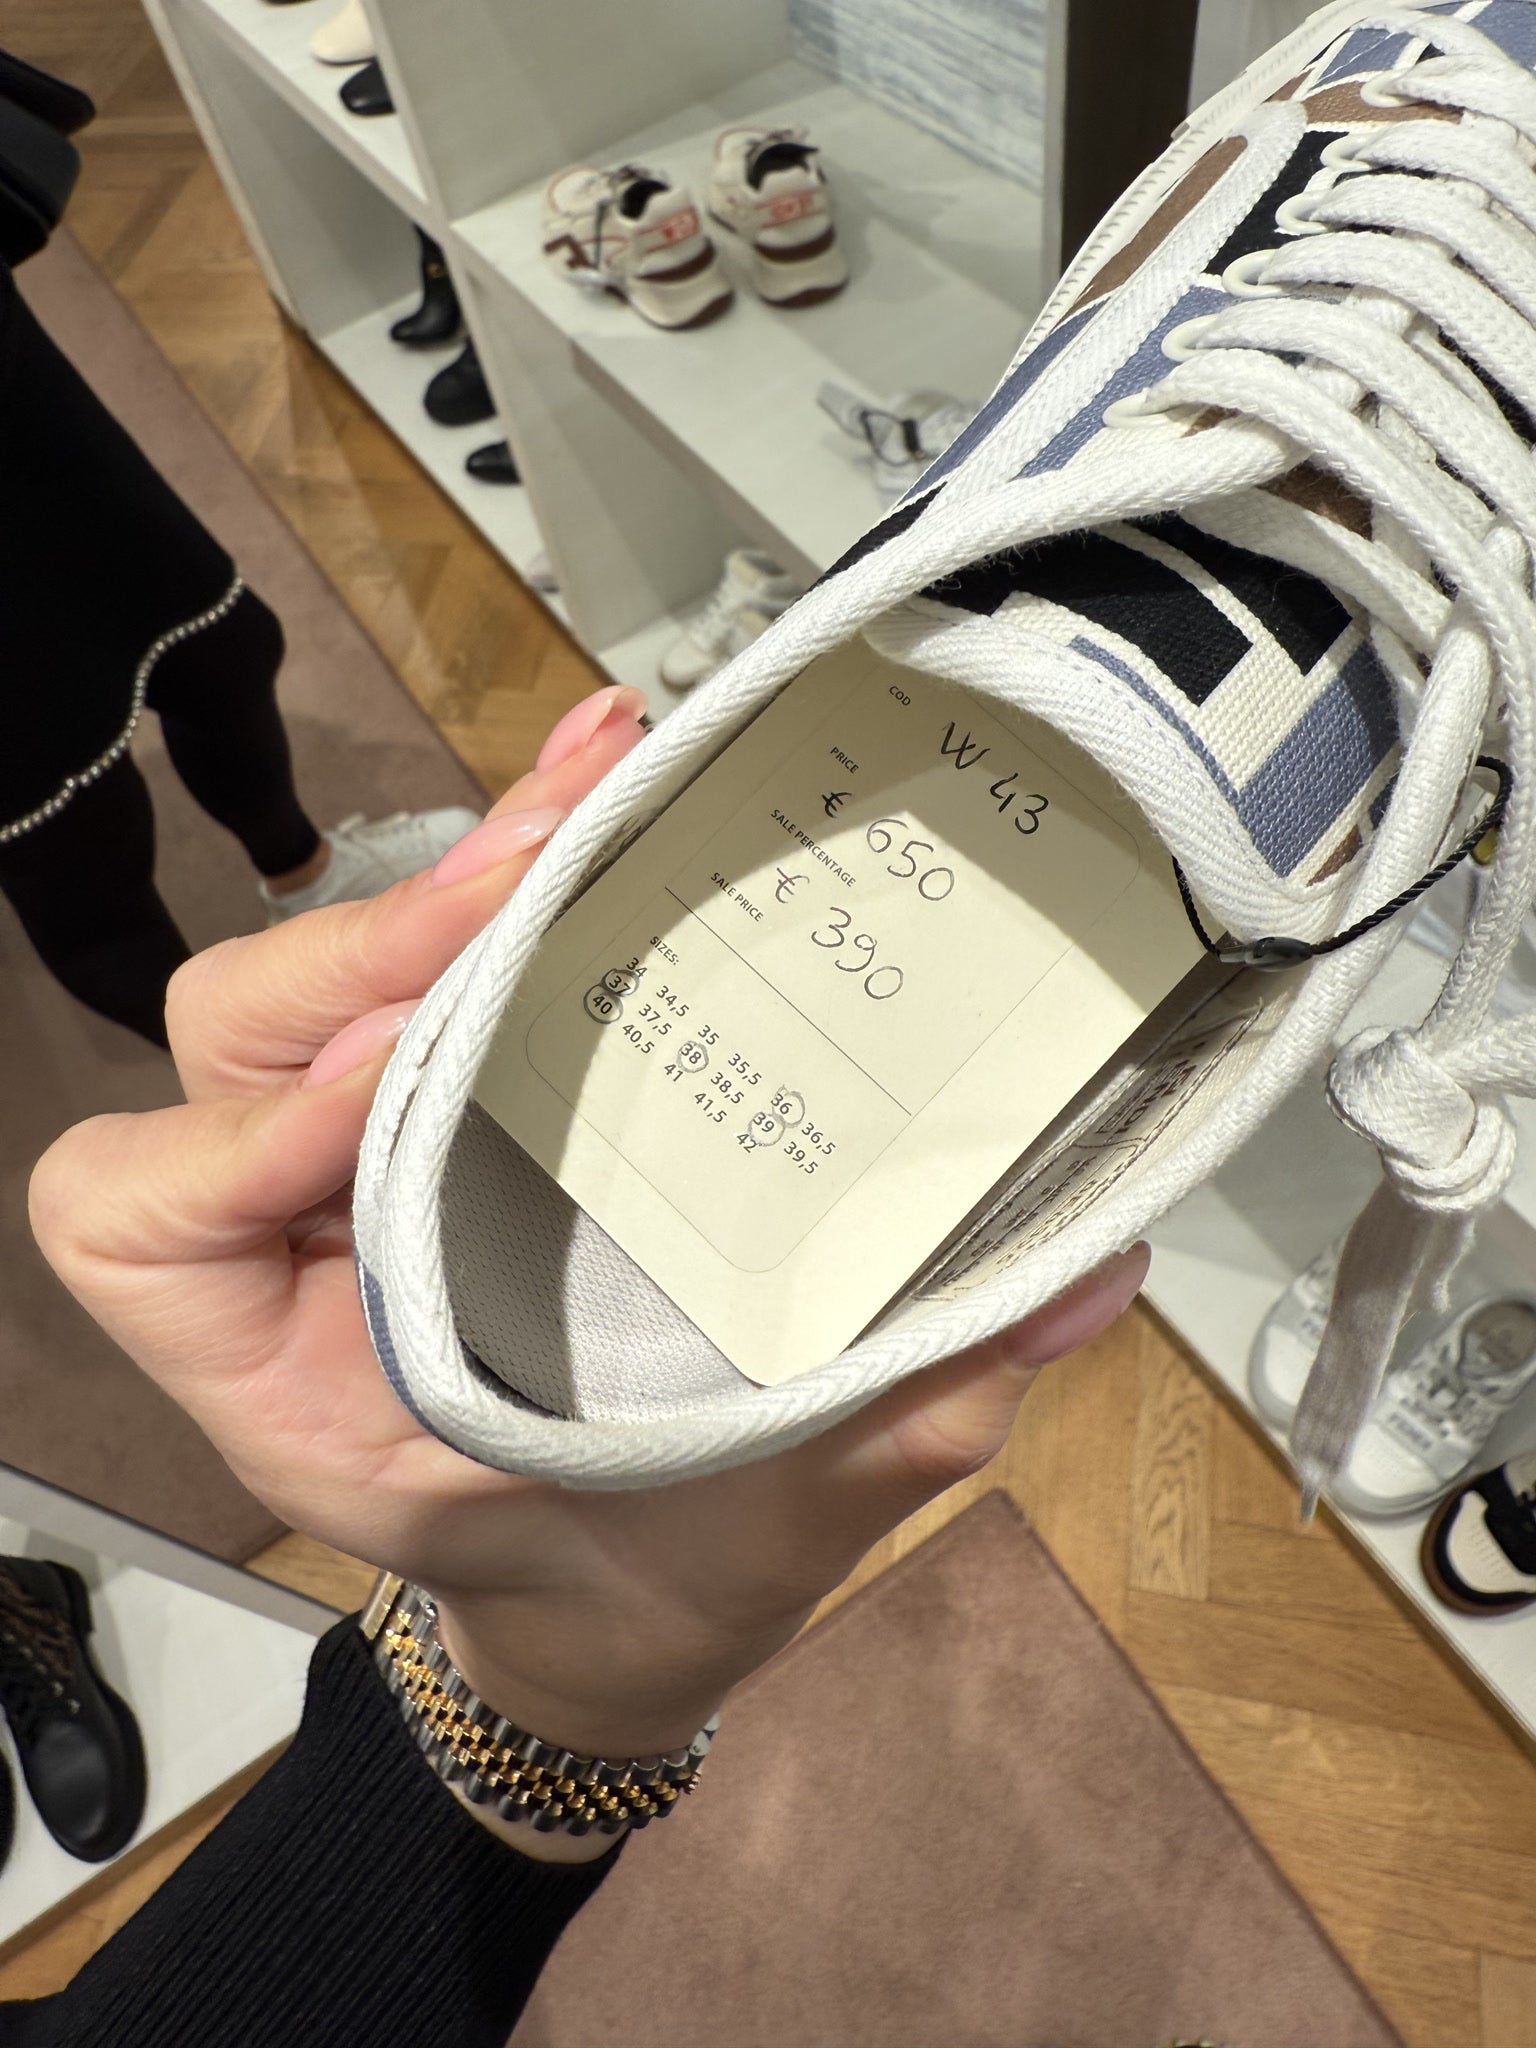 COD
W 43
PRICE
€ 650
SALE PERCENTAGE
€ 390
SALE PRICE
SIZES:
34 34,5 35 35,5 36 36,5
37 37,5 38 38,5 39 39,5
40 40,5 41 41,5 42